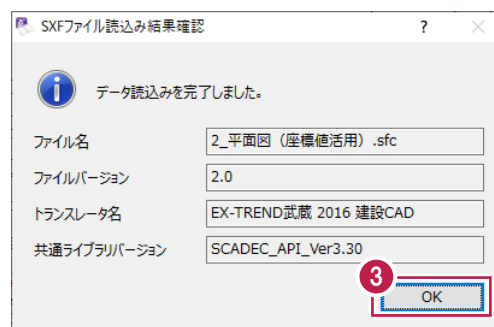 SXFファイル読込み結果確認
?
データ読込みを完了しました。
ファイル名
2_平面図（座標値活用）.sfc
ファイルバージョン
2.0
トランスレータ名
EX-TREND武蔵 2016 建設CAD
共通ライブラリバージョン
SCADEC_API_Ver3.30
3
OK